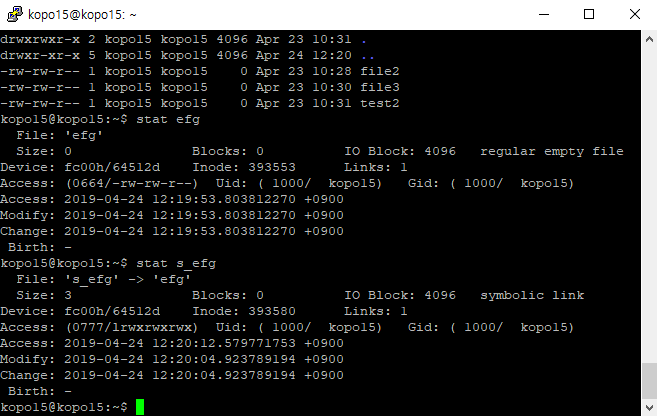 kopo15@kopo15: ~
drwxrwxr-x 2 kopo15 kopo15 4096 Apr 23 10:31 .
drwxr-xr-x 5 kopo15 kopo15 4096 Apr 24 12:20 ..
-rw-rw-r-- 1 kopo15 kopo15    0 Apr 23 10:28 file2
-rw-rw-r-- 1 kopo15 kopo15    0 Apr 23 10:30 file3
-rw-rw-r-- 1 kopo15 kopo15    0 Apr 23 10:31 test2
kopo15@kopo15:~$ stat efg
  File: 'efg'
  Size: 0               Blocks: 0          IO Block: 4096   regular empty file
Device: fc00h/64512d    Inode: 393553      Links: 1
Access: (0664/-rw-rw-r--)  Uid: ( 1000/  kopo15)   Gid: ( 1000/  kopo15)
Access: 2019-04-24 12:19:53.803812270 +0900
Modify: 2019-04-24 12:19:53.803812270 +0900
Change: 2019-04-24 12:19:53.803812270 +0900
 Birth: -
kopo15@kopo15:~$ stat s_efg
  File: 's_efg' -> 'efg'
  Size: 3               Blocks: 0          IO Block: 4096   symbolic link
Device: fc00h/64512d    Inode: 393580      Links: 1
Access: (0777/lrwxrwxrwx)  Uid: ( 1000/  kopo15)   Gid: ( 1000/  kopo15)
Access: 2019-04-24 12:20:12.579771753 +0900
Modify: 2019-04-24 12:20:04.923789194 +0900
Change: 2019-04-24 12:20:04.923789194 +0900
 Birth: -
kopo15@kopo15:~$